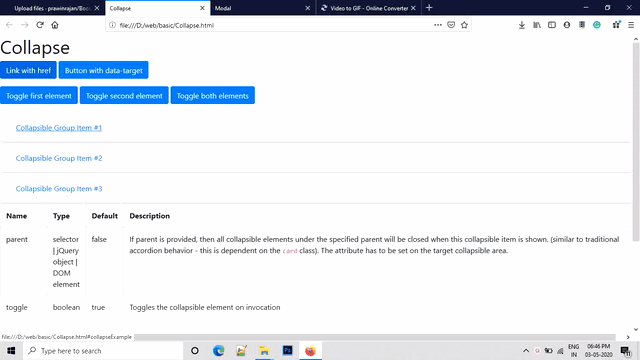 Upload files · prawinrajan/Boo
Collapse
Modal
Video to GIF - Online Converter
file:///D:/web/basic/Collapse.html
Collapse
Link with href
Button with data-target
Toggle first element
Toggle second element
Toggle both elements
Collapsible Group Item #1
Collapsible Group Item #2
Collapsible Group Item #3
Name Type Default Description
parent selector | jQuery object | DOM element false If parent is provided, then all collapsible elements under the specified parent will be closed when this collapsible item is shown. (similar to traditional
accordion behavior - this is dependent on the card class). The attribute has to be set on the target collapsible area.
toggle boolean true Toggles the collapsible element on invocation
file:///D:/web/basic/Collapse.html#collapseExample
Type here to search
ENG
IN
06:46 PM
03-05-2020